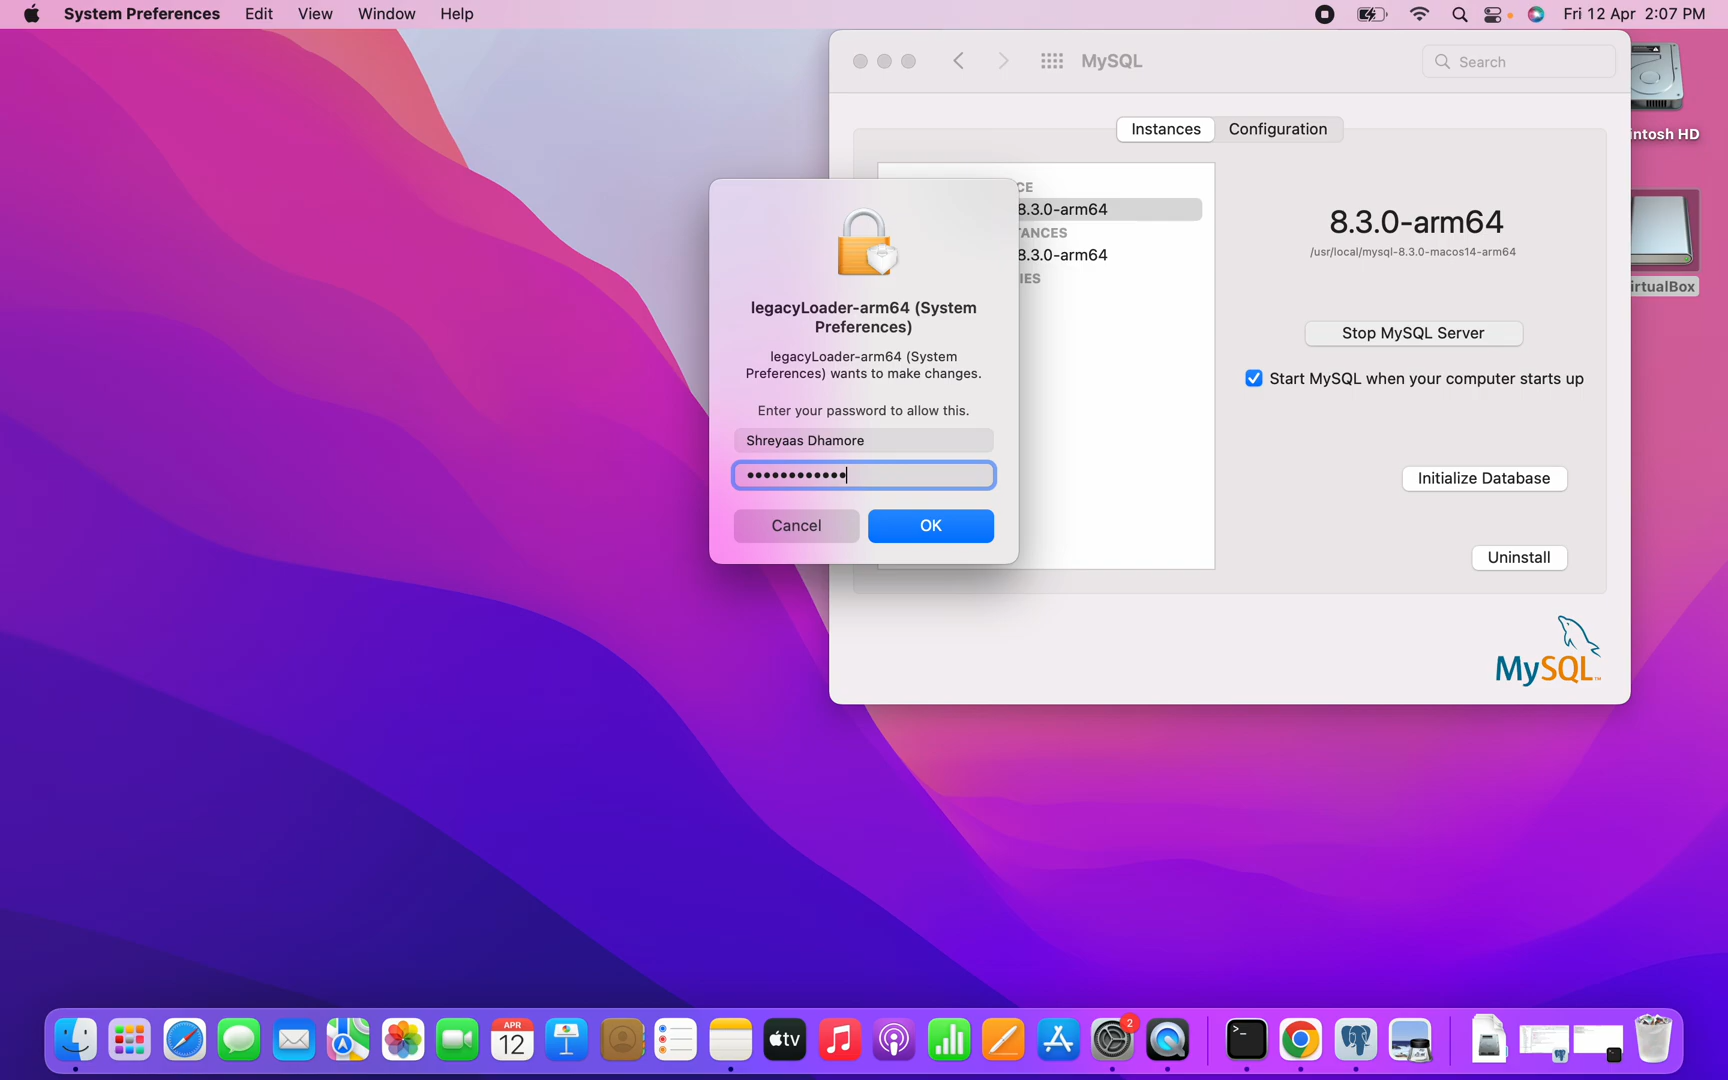 System Preferences Edit View Window Help
Fri 12 Apr 2:07 PM
MySQL
Search
Instances Configuration
intosh HD
irtualBox
CE
8.3.0-arm64
TANCES
8.3.0-arm64
IES
8.3.0-arm64
/usr/local/mysql-8.3.0-macos14-arm64
Stop MySQL Server
Start MySQL when your computer starts up
Initialize Database
Uninstall
MySQL™
legacyLoader-arm64 (System
Preferences)
legacyLoader-arm64 (System
Preferences) wants to make changes.
Enter your password to allow this.
Shreyaas Dhamore
••••••••••••
Cancel OK
APR
12
tv
2
>_